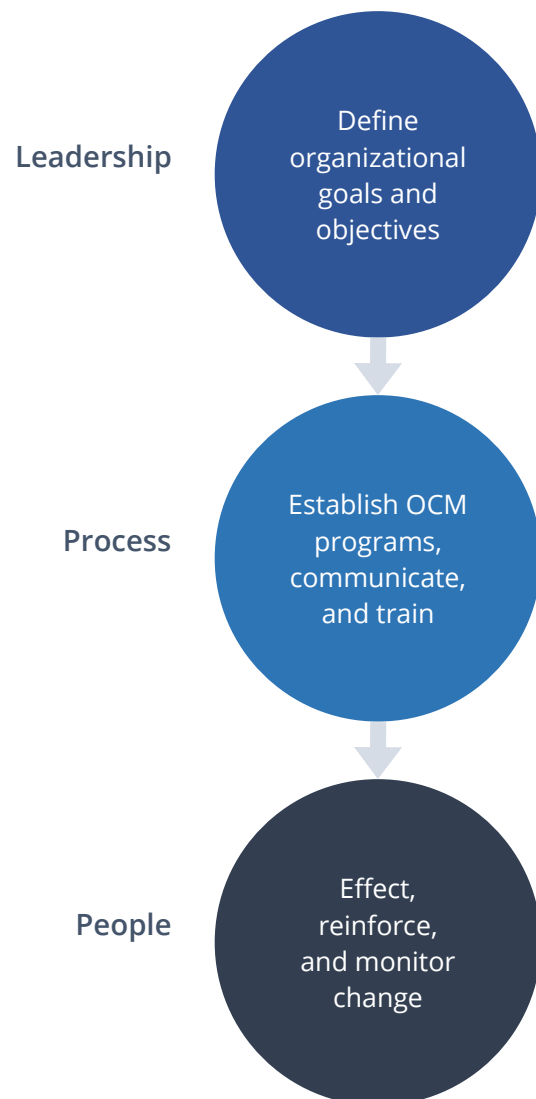 Leadership
Define
organizational
goals and
objectives
Process
Establish OCM
programs,
communicate,
and train
People
Effect,
reinforce,
and monitor
change